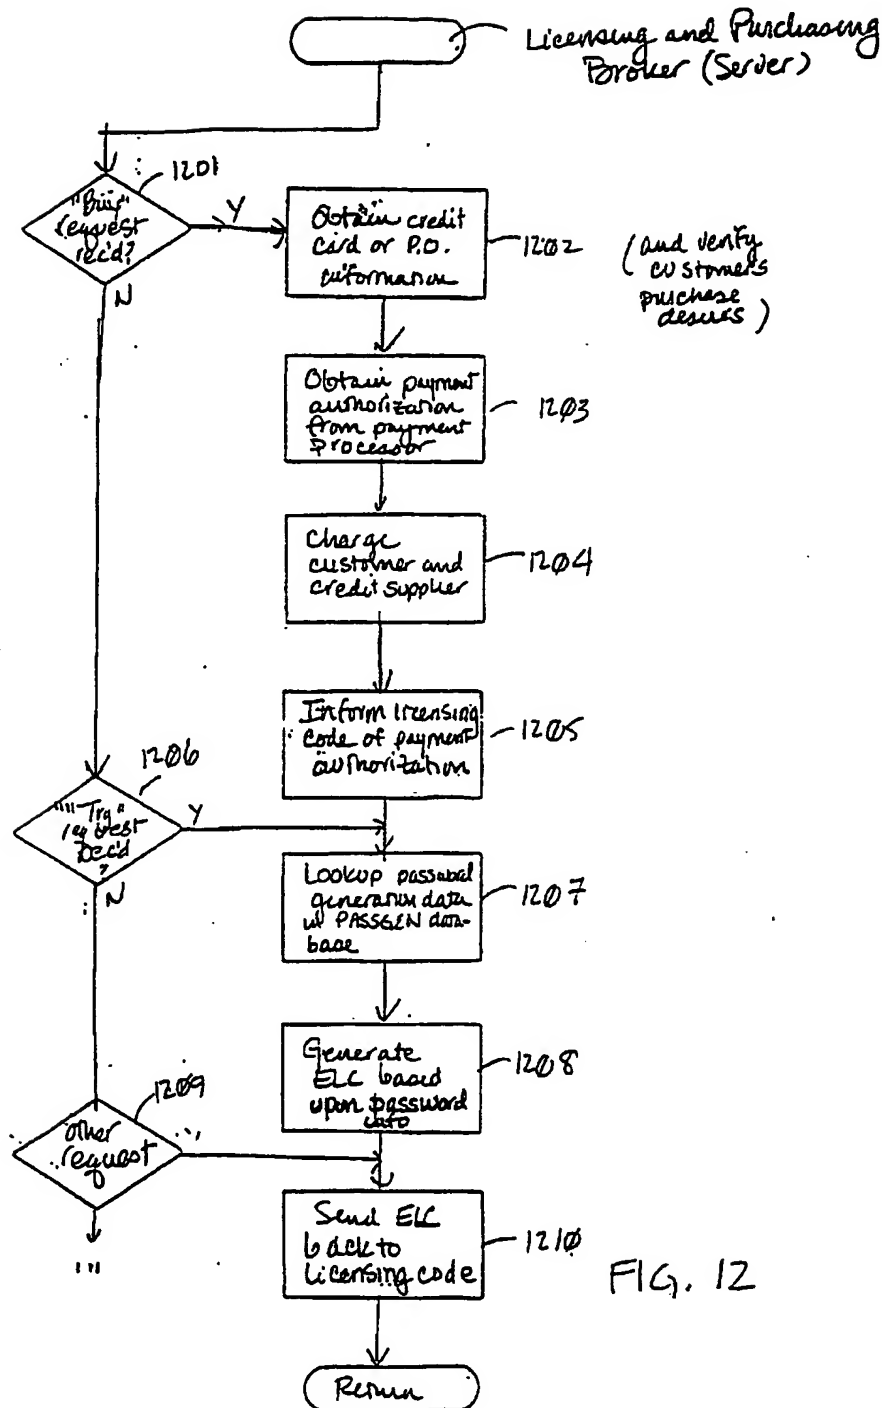 Licensing and Purchasing
Broker (Server)
1201
"Buy"
request
rec'd?
Y
N
Obtain credit
card or P.O.
information
1202
(and verify
customers
purchase
desires)
Obtain payment
authorization
from payment
Processor
1203
Charge
customer and
credit supplier
1204
Inform licensing
code of payment
authorization
1205
1206
"Try"
request
Rec'd
?
Y
N
Lookup password
generation data
w/ PASSGEN data-
base
1207
Generate
ELC based
upon password
info
1208
1209
other
request
...
...
Send ELC
back to
licensing code
1210
Return
FIG. 12